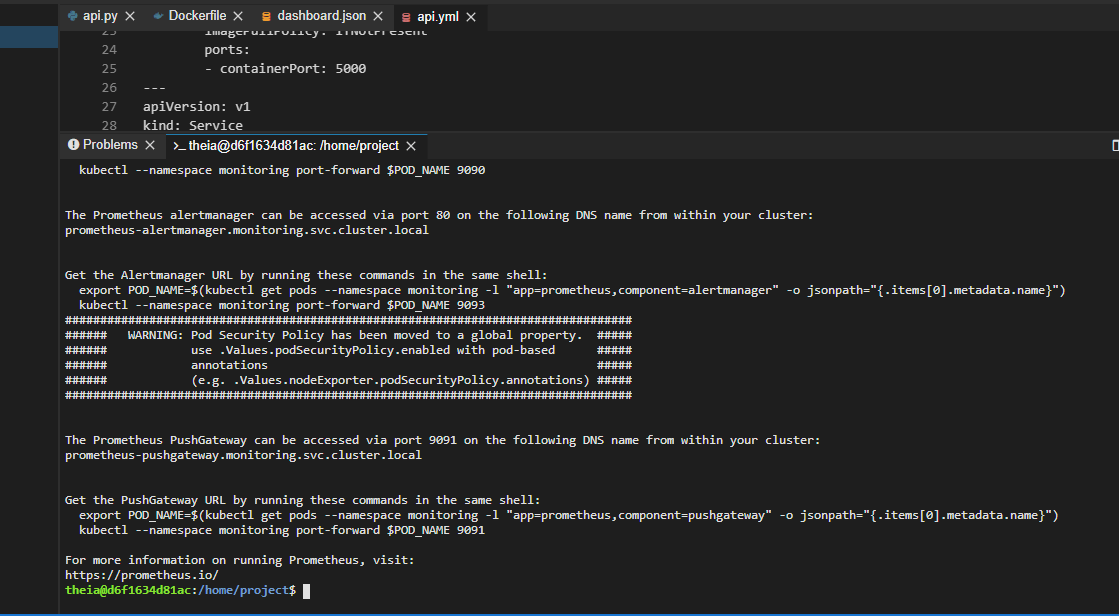 api.py
Dockerfile
dashboard.json
api.yml
23 imagePullPolicy: IfNotPresent
24 ports:
25 - containerPort: 5000
26 ---
27 apiVersion: v1
28 kind: Service
Problems
>_ theia@d6f1634d81ac: /home/project
kubectl --namespace monitoring port-forward $POD_NAME 9090
The Prometheus alertmanager can be accessed via port 80 on the following DNS name from within your cluster:
prometheus-alertmanager.monitoring.svc.cluster.local
Get the Alertmanager URL by running these commands in the same shell:
export POD_NAME=$(kubectl get pods --namespace monitoring -l "app=prometheus,component=alertmanager" -o jsonpath="{.items[0].metadata.name}")
kubectl --namespace monitoring port-forward $POD_NAME 9093
#################################################################################
###### WARNING: Pod Security Policy has been moved to a global property. #####
###### use .Values.podSecurityPolicy.enabled with pod-based #####
###### annotations #####
###### (e.g. .Values.nodeExporter.podSecurityPolicy.annotations) #####
#################################################################################
The Prometheus PushGateway can be accessed via port 9091 on the following DNS name from within your cluster:
prometheus-pushgateway.monitoring.svc.cluster.local
Get the PushGateway URL by running these commands in the same shell:
export POD_NAME=$(kubectl get pods --namespace monitoring -l "app=prometheus,component=pushgateway" -o jsonpath="{.items[0].metadata.name}")
kubectl --namespace monitoring port-forward $POD_NAME 9091
For more information on running Prometheus, visit:
https://prometheus.io/
theia@d6f1634d81ac:/home/project$